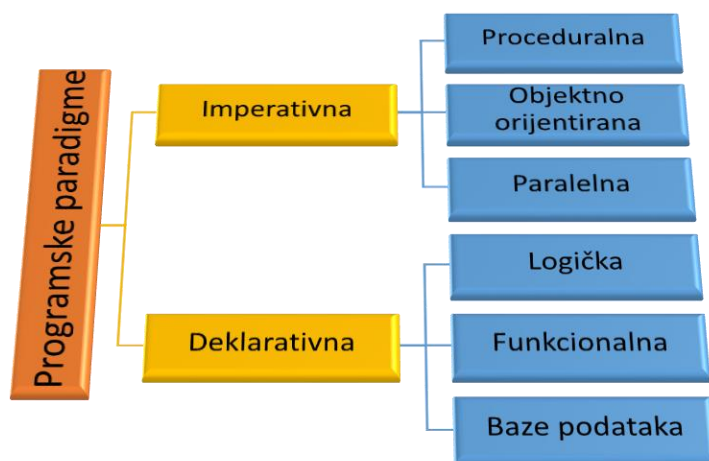 Programske paradigme
Imperativna
Proceduralna
Objektno
orijentirana
Paralelna
Deklarativna
Logička
Funkcionalna
Baze podataka